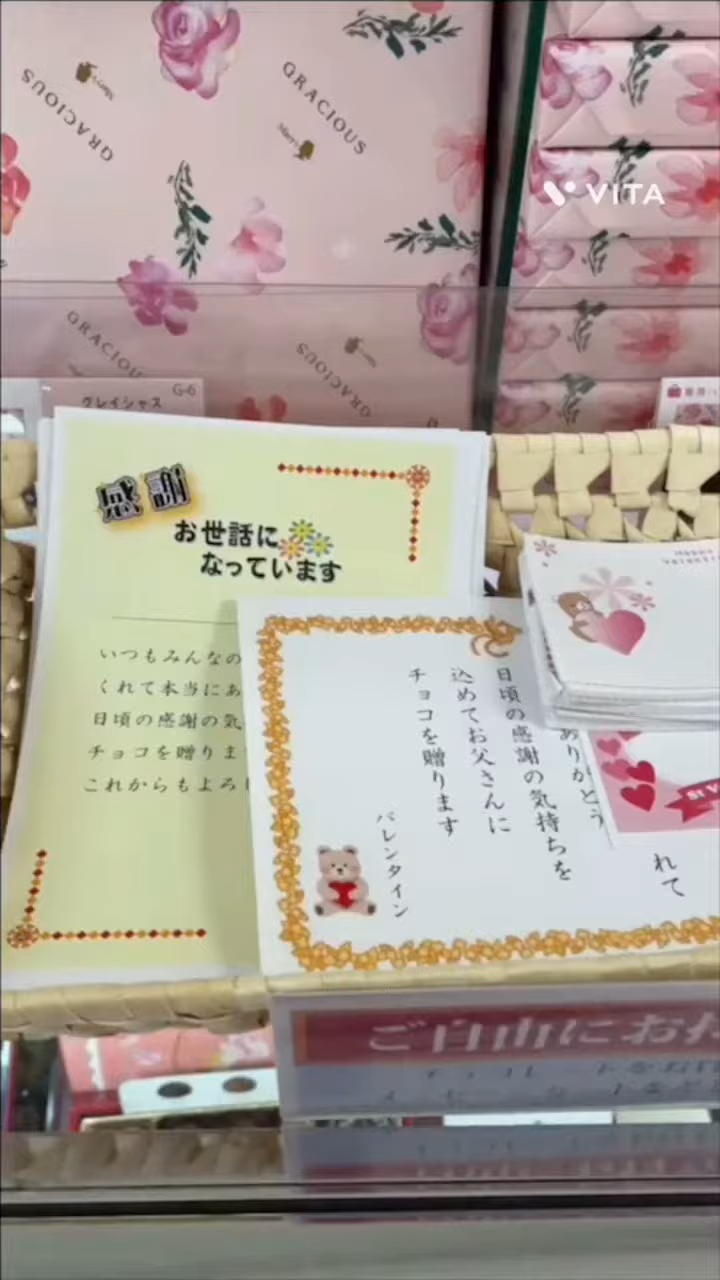 GRACIOUS
GRACIOUS
Mary's
VITA
GRACIOUS
GRACIOUS
G-6
グレイシャス
感謝
お世話に
なっています
いつもみんなの
くれて本当にあ
日頃の感謝の気
チョコを贈りま
これからもよろし
ありがとう
れて
日頃の感謝の気持ちを
込めてお父さんに
チョコを贈ります
バレンタイン
Happy
St V
ご自由にお